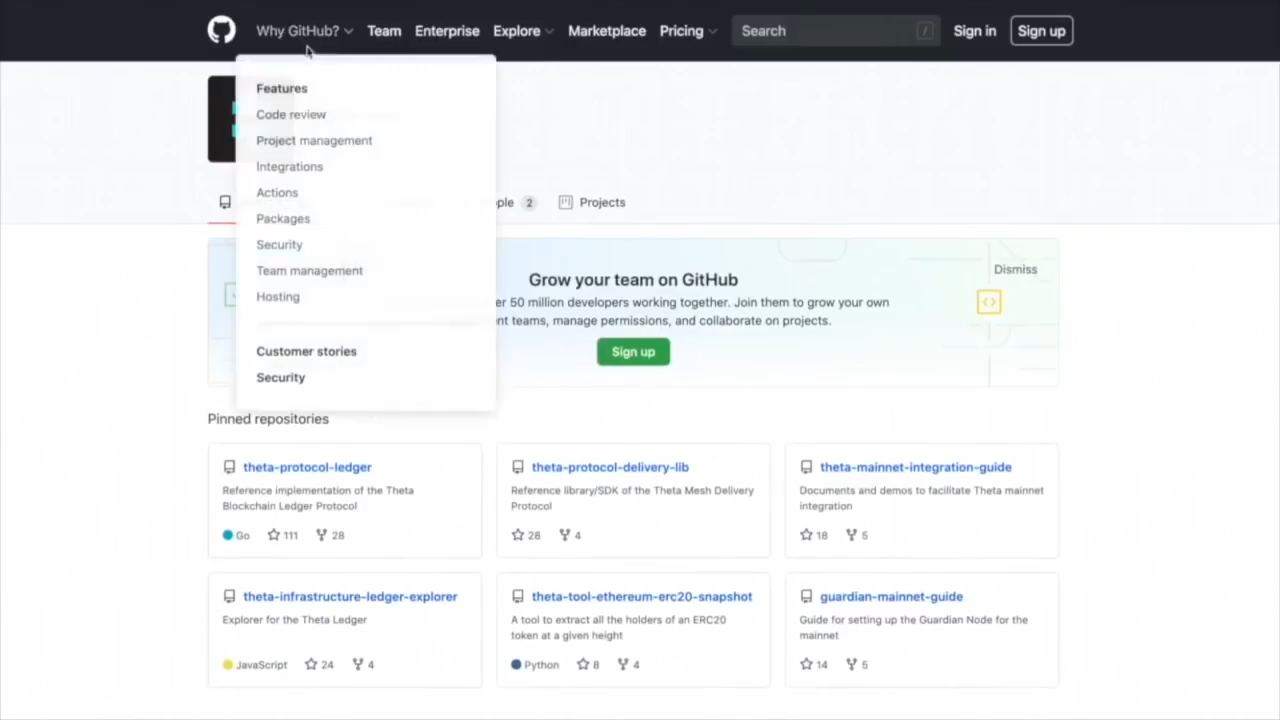 Why GitHub? Team Enterprise Explore Marketplace Pricing Search / Sign in Sign up
Features
Code review
Project management
Integrations
Actions
Packages
Security
Team management
Hosting
Customer stories
Security
2 Projects
Grow your team on GitHub
Dismiss
50 million developers working together. Join them to grow your own
teams, manage permissions, and collaborate on projects.
Sign up
Pinned repositories
theta-protocol-ledger
Reference implementation of the Theta
Blockchain Ledger Protocol
Go 111 28
theta-protocol-delivery-lib
Reference library/SDK of the Theta Mesh Delivery
Protocol
28 4
theta-mainnet-integration-guide
Documents and demos to facilitate Theta mainnet
integration
18 5
theta-infrastructure-ledger-explorer
Explorer for the Theta Ledger
JavaScript 24 4
theta-tool-ethereum-erc20-snapshot
A tool to extract all the holders of an ERC20
token at a given height
Python 8 4
guardian-mainnet-guide
Guide for setting up the Guardian Node for the
mainnet
14 5